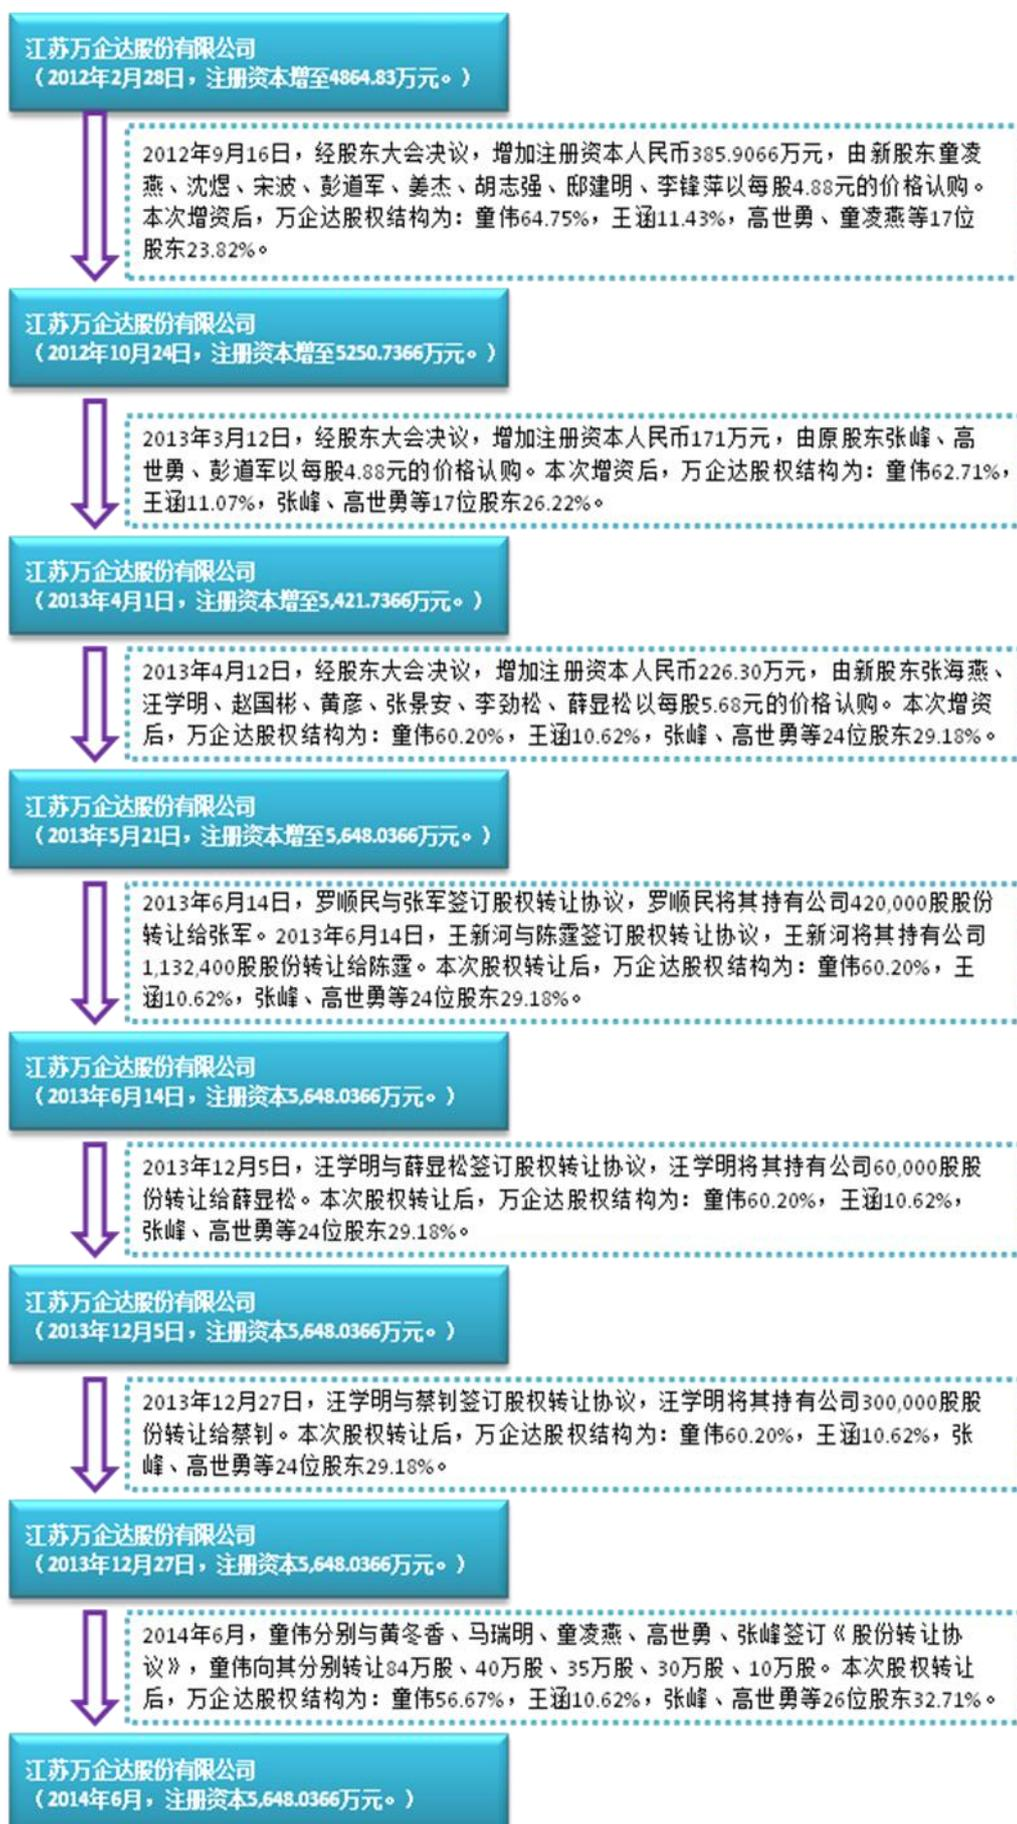 江苏万企达股份有限公司
（2012年2月28日，注册资本增至4864.83万元。）
2012年9月16日，经股东大会决议，增加注册资本人民币385.9066万元，由新股东童凌
燕、沈煜、宋波、彭道军、姜杰、胡志强、邸建明、李锋萍以每股4.88元的价格认购。
本次增资后，万企达股权结构为：童伟64.75%，王涵11.43%，高世勇、童凌燕等17位
股东23.82%。
江苏万企达股份有限公司
（2012年10月24日，注册资本增至5250.7366万元。）
2013年3月12日，经股东大会决议，增加注册资本人民币171万元，由原股东张峰、高
世勇、彭道军以每股4.88元的价格认购。本次增资后，万企达股权结构为：童伟62.71%，
王涵11.07%，张峰、高世勇等17位股东26.22%。
江苏万企达股份有限公司
（2013年4月1日，注册资本增至5,421.7366万元。）
2013年4月12日，经股东大会决议，增加注册资本人民币226.30万元，由新股东张海燕、
汪学明、赵国彬、黄彦、张景安、李劲松、薛显松以每股5.68元的价格认购。本次增资
后，万企达股权结构为：童伟60.20%，王涵10.62%，张峰、高世勇等24位股东29.18%。
江苏万企达股份有限公司
（2013年5月21日，注册资本增至5,648.0366万元。）
2013年6月14日，罗顺民与张军签订股权转让协议，罗顺民将其持有公司420,000股股份
转让给张军。2013年6月14日，王新河与陈霆签订股权转让协议，王新河将其持有公司
1,132,400股股份转让给陈霆。本次股权转让后，万企达股权结构为：童伟60.20%，王
涵10.62%，张峰、高世勇等24位股东29.18%。
江苏万企达股份有限公司
（2013年6月14日，注册资本5,648.0366万元。）
2013年12月5日，汪学明与薛显松签订股权转让协议，汪学明将其持有公司60,000股股
份转让给薛显松。本次股权转让后，万企达股权结构为：童伟60.20%，王涵10.62%，
张峰、高世勇等24位股东29.18%。
江苏万企达股份有限公司
（2013年12月5日，注册资本5,648.0366万元。）
2013年12月27日，汪学明与蔡钊签订股权转让协议，汪学明将其持有公司300,000股股
份转让给蔡钊。本次股权转让后，万企达股权结构为：童伟60.20%，王涵10.62%，张
峰、高世勇等24位股东29.18%。
江苏万企达股份有限公司
（2013年12月27日，注册资本5,648.0366万元。）
2014年6月，童伟分别与黄冬香、马瑞明、童凌燕、高世勇、张峰签订《股份转让协
议》，童伟向其分别转让84万股、40万股、35万股、30万股、10万股。本次股权转让
后，万企达股权结构为：童伟56.67%，王涵10.62%，张峰、高世勇等26位股东32.71%。
江苏万企达股份有限公司
（2014年6月，注册资本5,648.0366万元。）